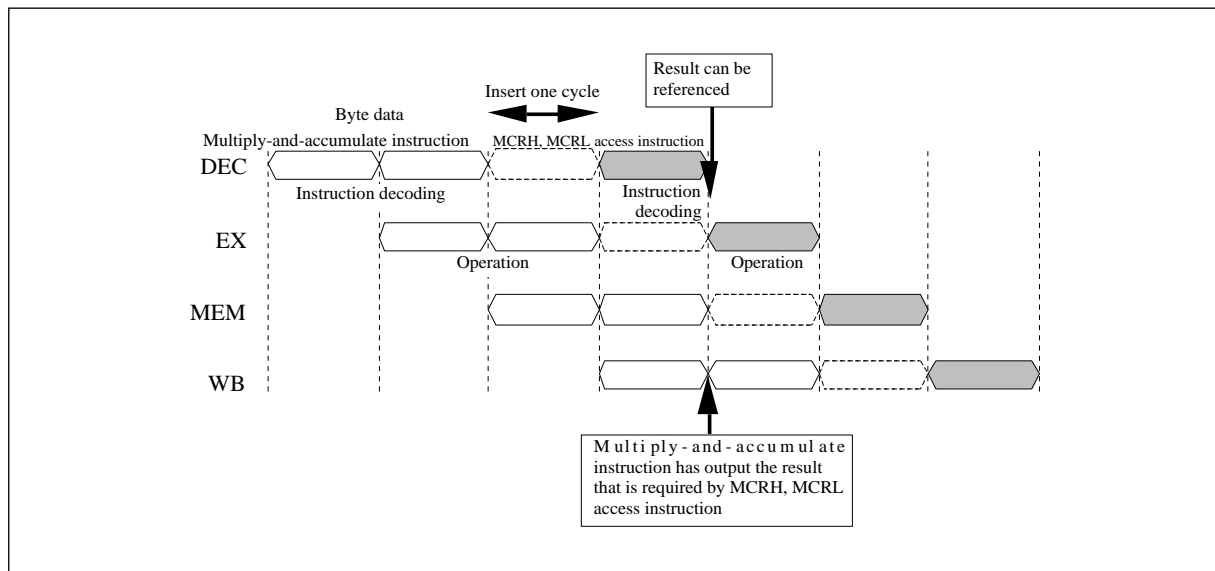 Result can be
referenced
Insert one cycle
Byte data
Multiply-and-accumulate instruction
MCRH, MCRL access instruction
DEC
Instruction decoding
Instruction
decoding
EX
Operation
Operation
MEM
WB
Multiply-and-accumulate
instruction has output the result
that is required by MCRH, MCRL
access instruction